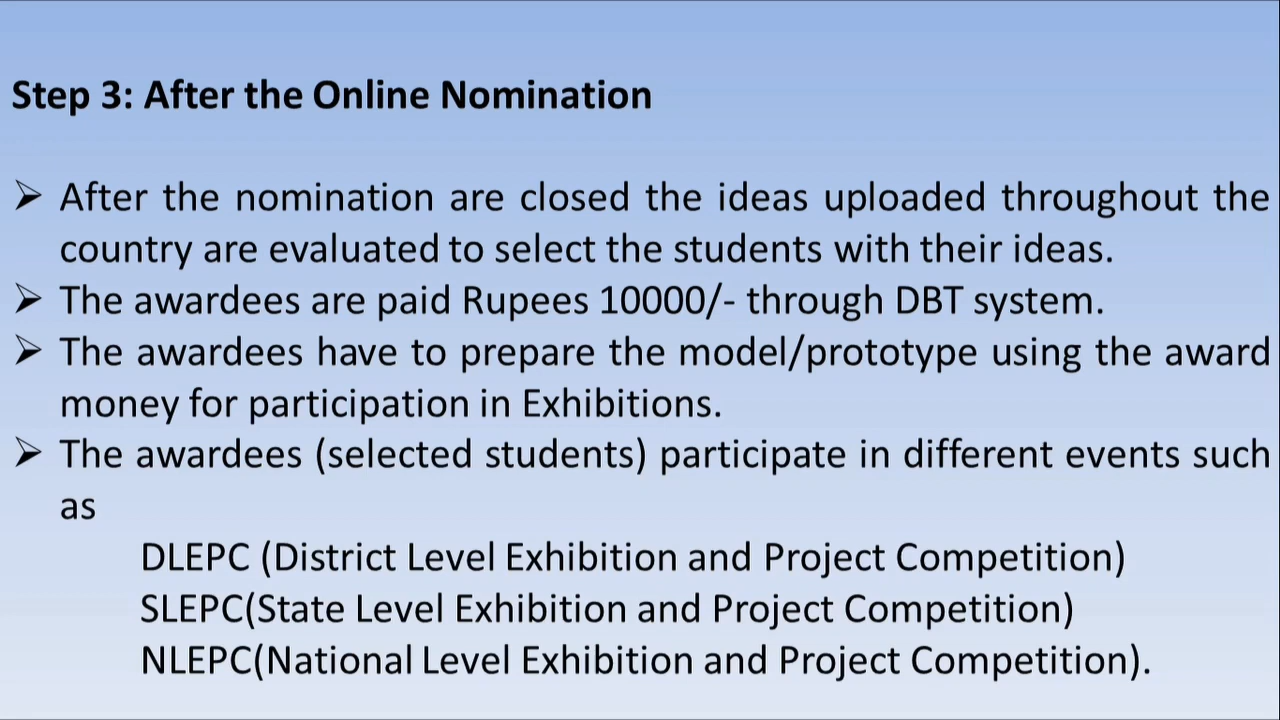 Step 3: After the Online Nomination
➢ After the nomination are closed the ideas uploaded throughout the
country are evaluated to select the students with their ideas.
➢ The awardees are paid Rupees 10000/- through DBT system.
➢ The awardees have to prepare the model/prototype using the award
money for participation in Exhibitions.
➢ The awardees (selected students) participate in different events such
as
DLEPC (District Level Exhibition and Project Competition)
SLEPC(State Level Exhibition and Project Competition)
NLEPC(National Level Exhibition and Project Competition).